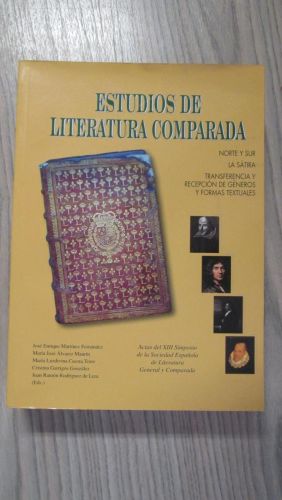 ESTUDIOS DE
LITERATURA COMPARADA
NORTE Y SUR
LA SÁTIRA
TRANSFERENCIA Y
RECEPCIÓN DE GÉNEROS
Y FORMAS TEXTUALES
José Enrique Martínez Fernández
María José Álvarez Maurín
María Luzdivina Cuesta Torre
Cristina Garrigós González
Juan Ramón Rodríguez de Lera
(Eds.)
Actas del XIII Simposio
de la Sociedad Española
de Literatura
General y Comparada